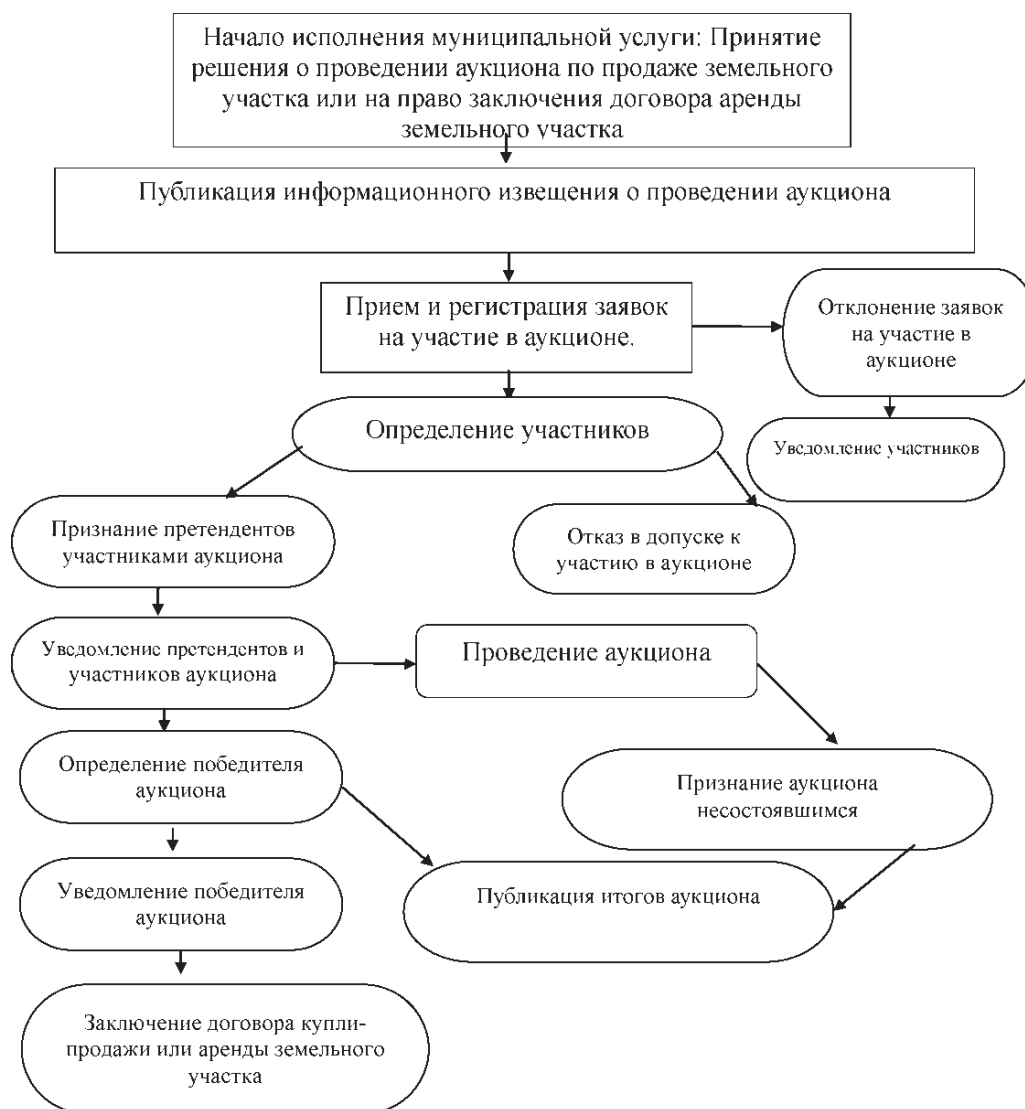 Начало исполнения муниципальной услуги: Принятие
решения о проведении аукциона по продаже земельного
участка или на право заключения договора аренды
земельного участка
Публикация информационного извещения о проведении аукциона
Прием и регистрация заявок
на участие в аукционе.
Отклонение заявок
на участие в
аукционе
Определение участников
Уведомление участников
Признание претендентов
участниками аукциона
Отказ в допуске к
участию в аукционе
Уведомление претендентов и
участников аукциона
Проведение аукциона
Определение победителя
аукциона
Признание аукциона
несостоявшимся
Уведомление победителя
аукциона
Публикация итогов аукциона
Заключение договора купли-
продажи или аренды земельного
участка